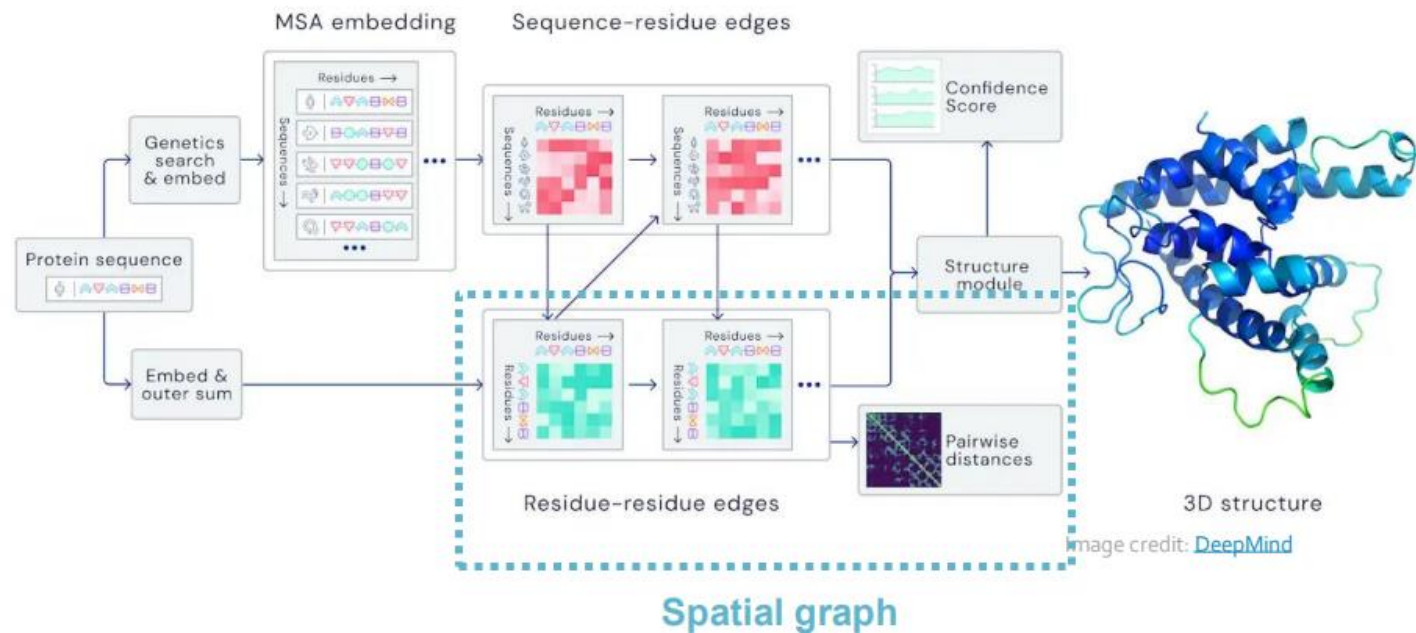 MSA embedding
Sequence-residue edges
Residues →
Sequences →
Genetics
search
& embed
Protein sequence
Embed &
outer sum
Residues →
Sequences →
Residues →
Sequences →
Confidence
Score
Structure
module
Residues →
Residues →
Residues →
Residues →
Pairwise
distances
Residue-residue edges
3D structure
Image credit: DeepMind
Spatial graph